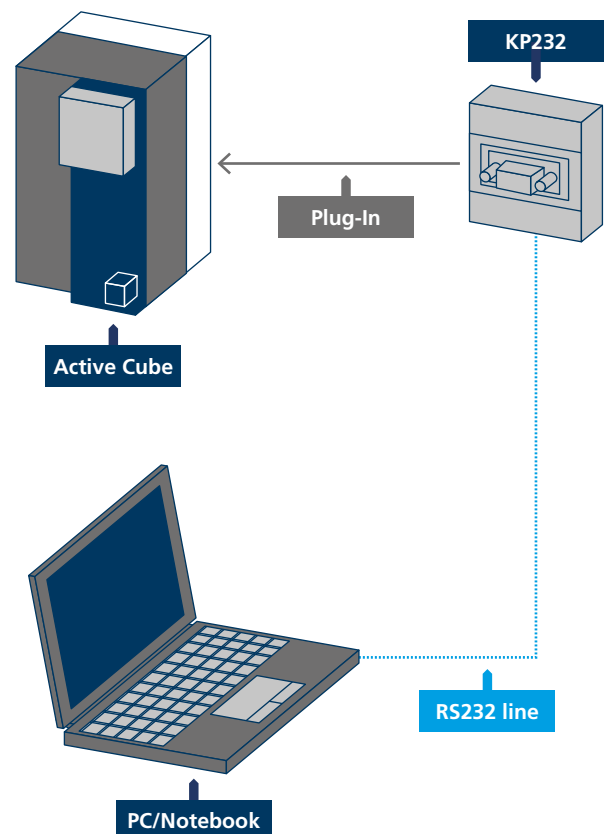 KP232
Plug-In
Active Cube
RS232 line
PC/Notebook